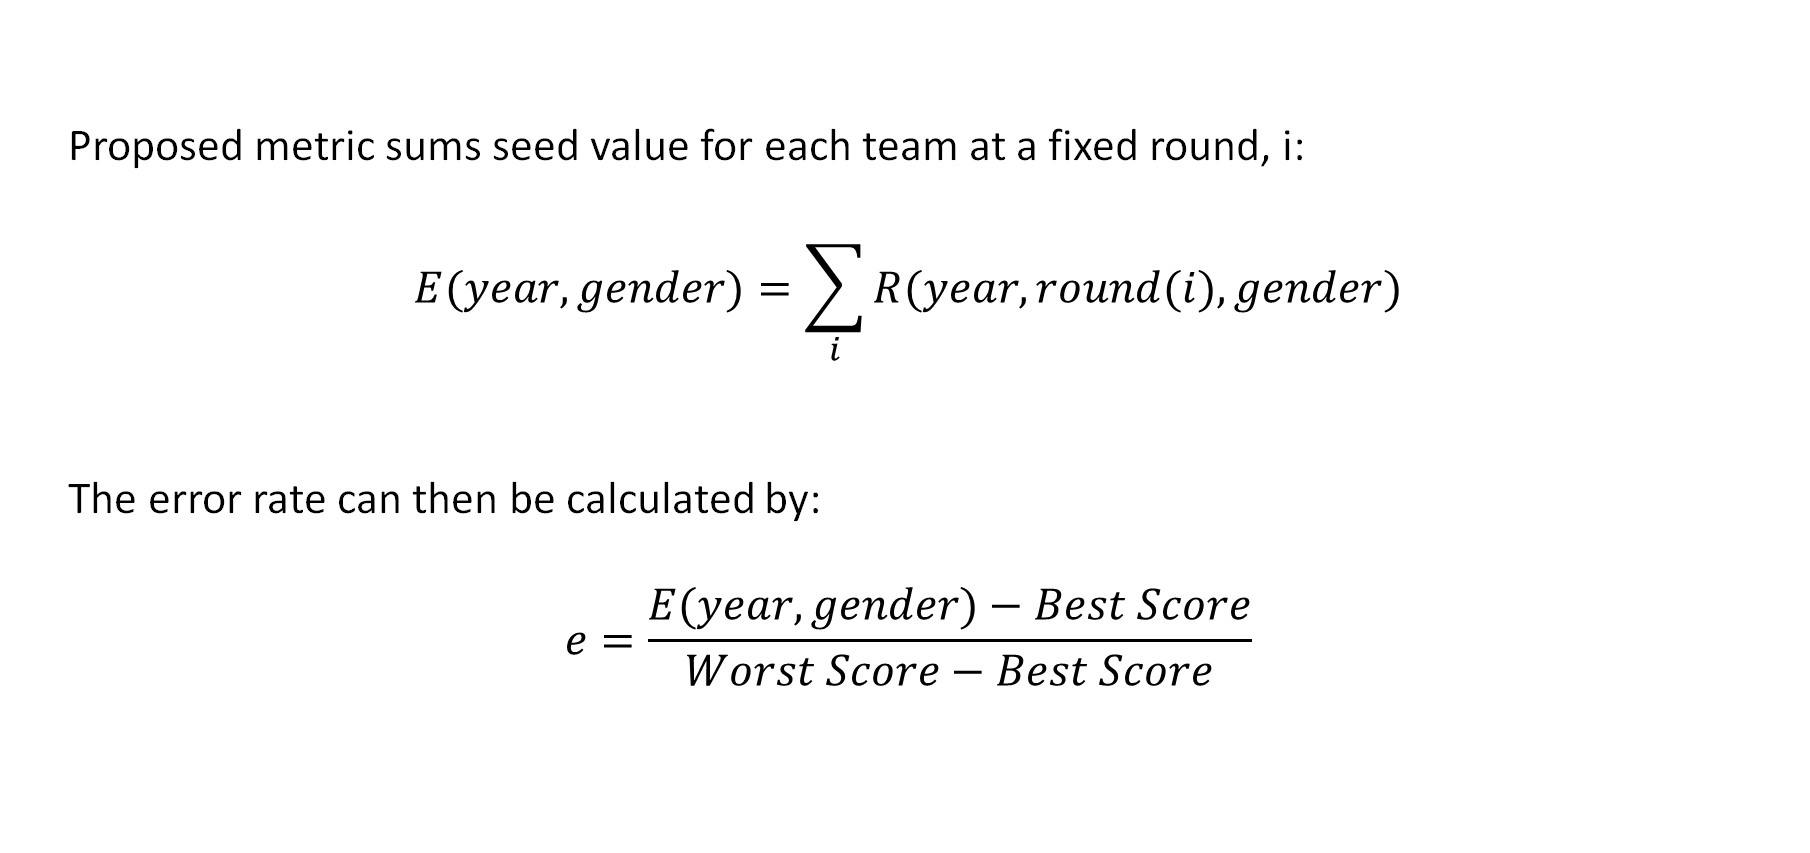 Proposed metric sums seed value for each team at a fixed round, i:
E(year, gender) = ∑ R(year, round(i), gender)
i
The error rate can then be calculated by:
E(year, gender) − Best Score
e =
Worst Score − Best Score